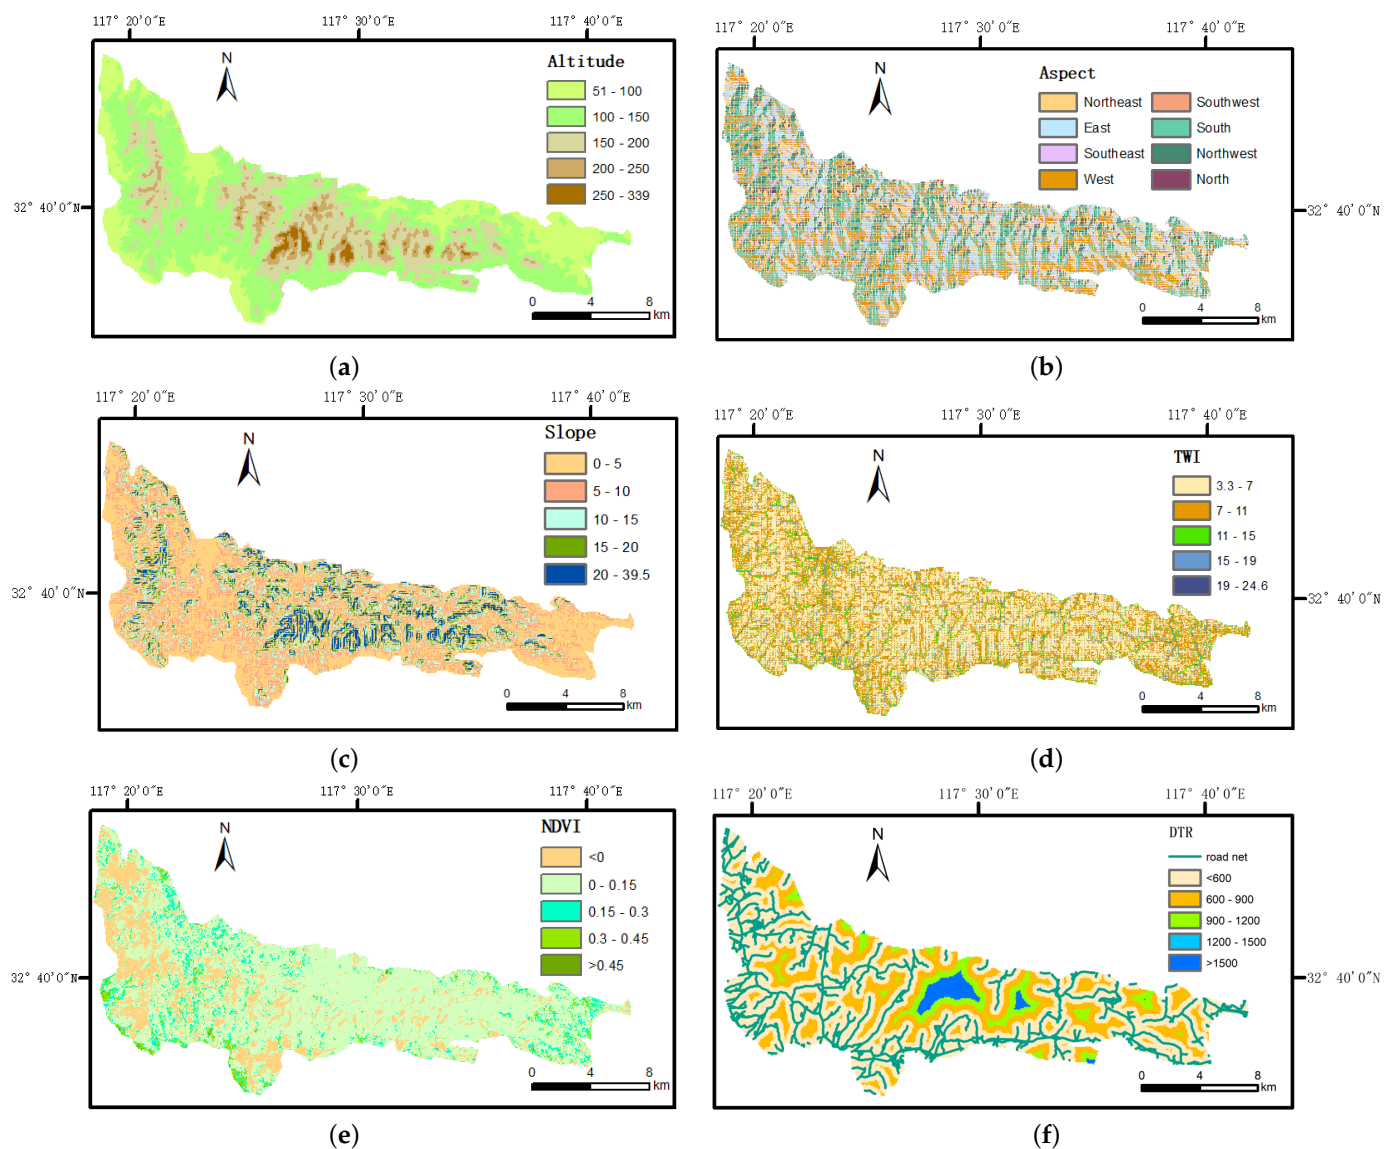 117° 20′0″E 117° 30′0″E 117° 40′0″E
N
Altitude
51 - 100
100 - 150
150 - 200
200 - 250
250 - 339
32° 40′0″N
0 4 8
km
(a)
117° 20′0″E 117° 30′0″E 117° 40′0″E
N
Aspect
Northeast Southwest
East South
Southeast Northwest
West North
32° 40′0″N
0 4 8
km
(b)
117° 20′0″E 117° 30′0″E 117° 40′0″E
N
Slope
0 - 5
5 - 10
10 - 15
15 - 20
20 - 39.5
32° 40′0″N
0 4 8
km
(c)
117° 20′0″E 117° 30′0″E 117° 40′0″E
N
TWI
3.3 - 7
7 - 11
11 - 15
15 - 19
19 - 24.6
32° 40′0″N
0 4 8
km
(d)
117° 20′0″E 117° 30′0″E 117° 40′0″E
N
NDVI
<0
0 - 0.15
0.15 - 0.3
0.3 - 0.45
>0.45
32° 40′0″N
0 4 8
km
(e)
117° 20′0″E 117° 30′0″E 117° 40′0″E
N
DTR
road net
<600
600 - 900
900 - 1200
1200 - 1500
>1500
32° 40′0″N
0 4 8
km
(f)